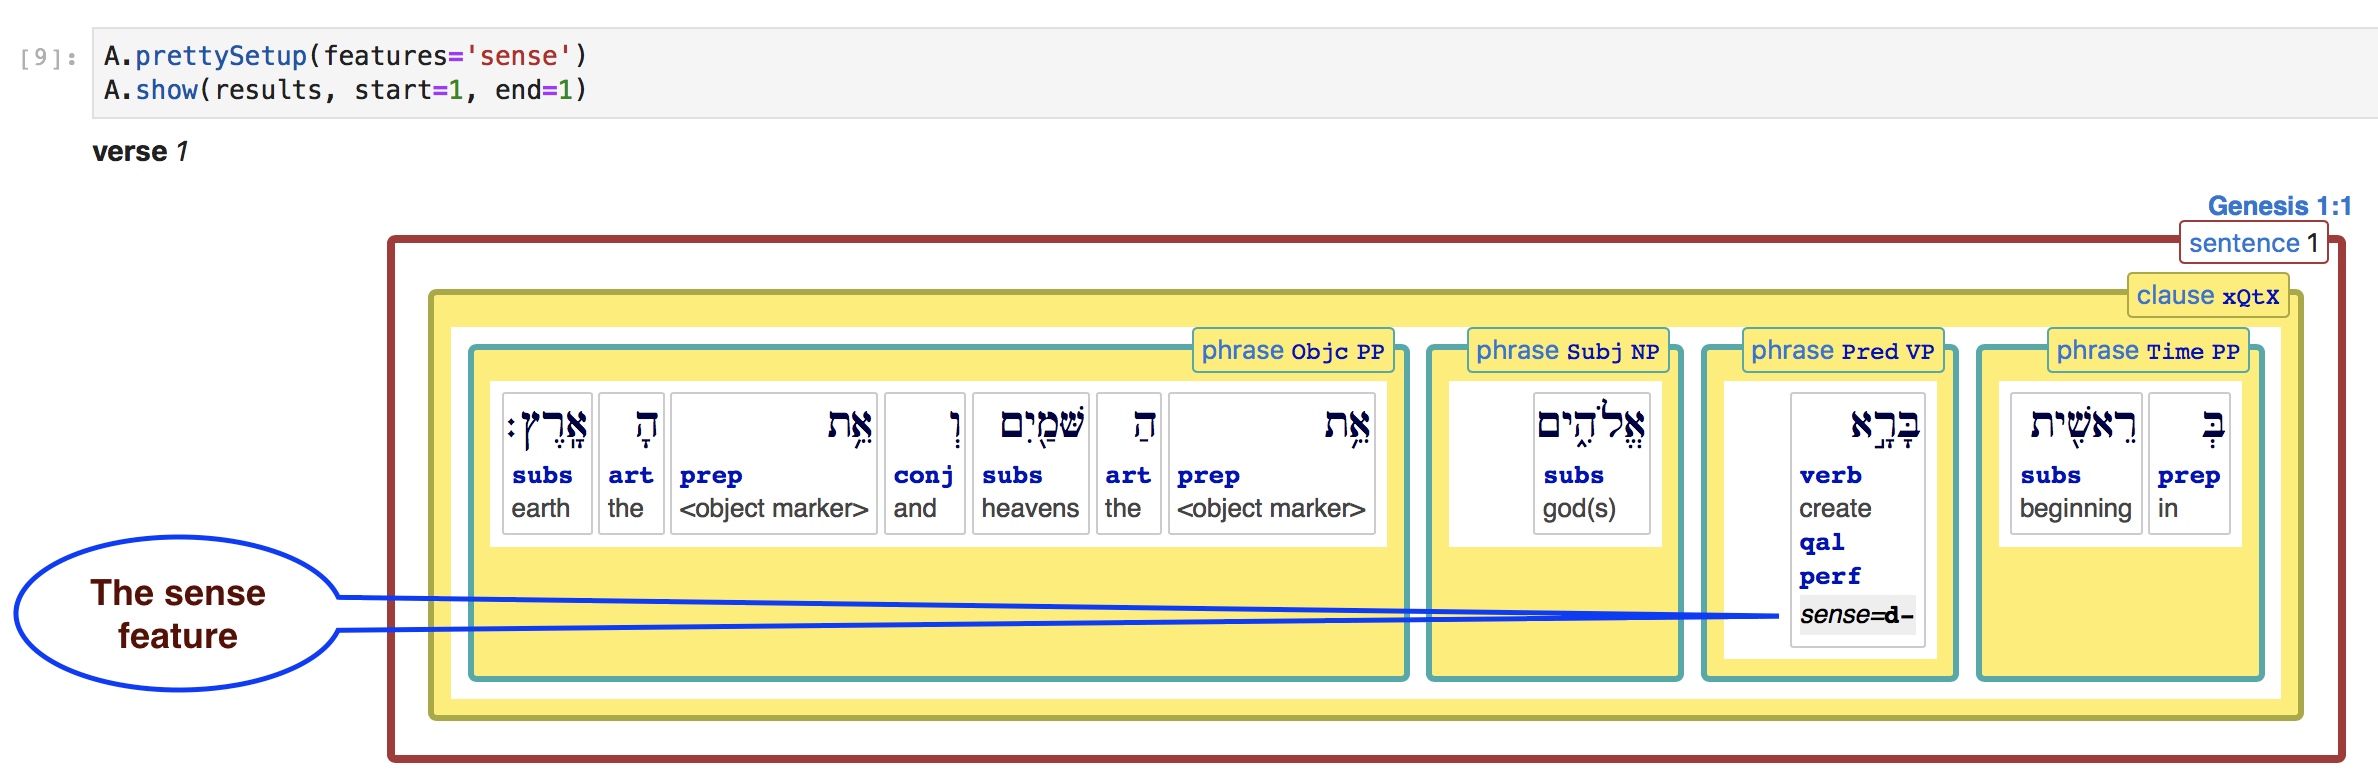 [9]:
A.prettySetup(features='sense')
A.show(results, start=1, end=1)
verse 1
Genesis 1:1
sentence 1
clause xQtX
phrase Time PP
בְּ
prep
in
רֵאשִׁ֖ית
subs
beginning
phrase Pred VP
בָּרָ֣א
verb
create
qal
perf
sense=d-
phrase Subj NP
אֱלֹהִ֑ים
subs
god(s)
phrase Objc PP
אֵ֥ת
prep
<object marker>
הַ
art
the
שָּׁמַ֖יִם
subs
heavens
וְ
conj
and
אֵ֥ת
prep
<object marker>
הָ
art
the
אָֽרֶץ׃
subs
earth
The sense
feature